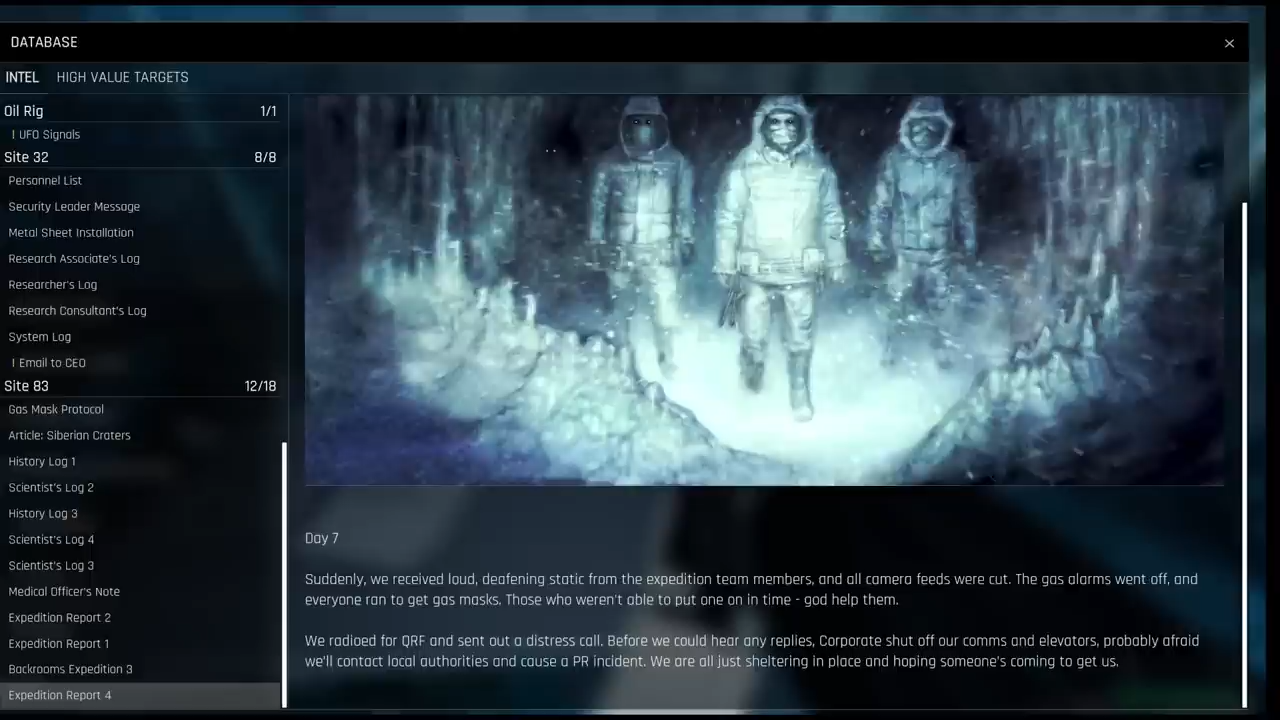 DATABASE
×
INTEL HIGH VALUE TARGETS
Oil Rig 1/1
! UFO Signals
Site 32 8/8
Personnel List
Security Leader Message
Metal Sheet Installation
Research Associate's Log
Researcher's Log
Research Consultant's Log
System Log
! Email to CEO
Site 83 12/18
Gas Mask Protocol
Article: Siberian Craters
History Log 1
Scientist's Log 2
History Log 3
Scientist's Log 4
Scientist's Log 3
Medical Officer's Note
Expedition Report 2
Expedition Report 1
Backrooms Expedition 3
Expedition Report 4
Day 7
Suddenly, we received loud, deafening static from the expedition team members, and all camera feeds were cut. The gas alarms went off, and
everyone ran to get gas masks. Those who weren't able to put one on in time - god help them.
We radioed for QRF and sent out a distress call. Before we could hear any replies, Corporate shut off our comms and elevators, probably afraid
we'll contact local authorities and cause a PR incident. We are all just sheltering in place and hoping someone's coming to get us.